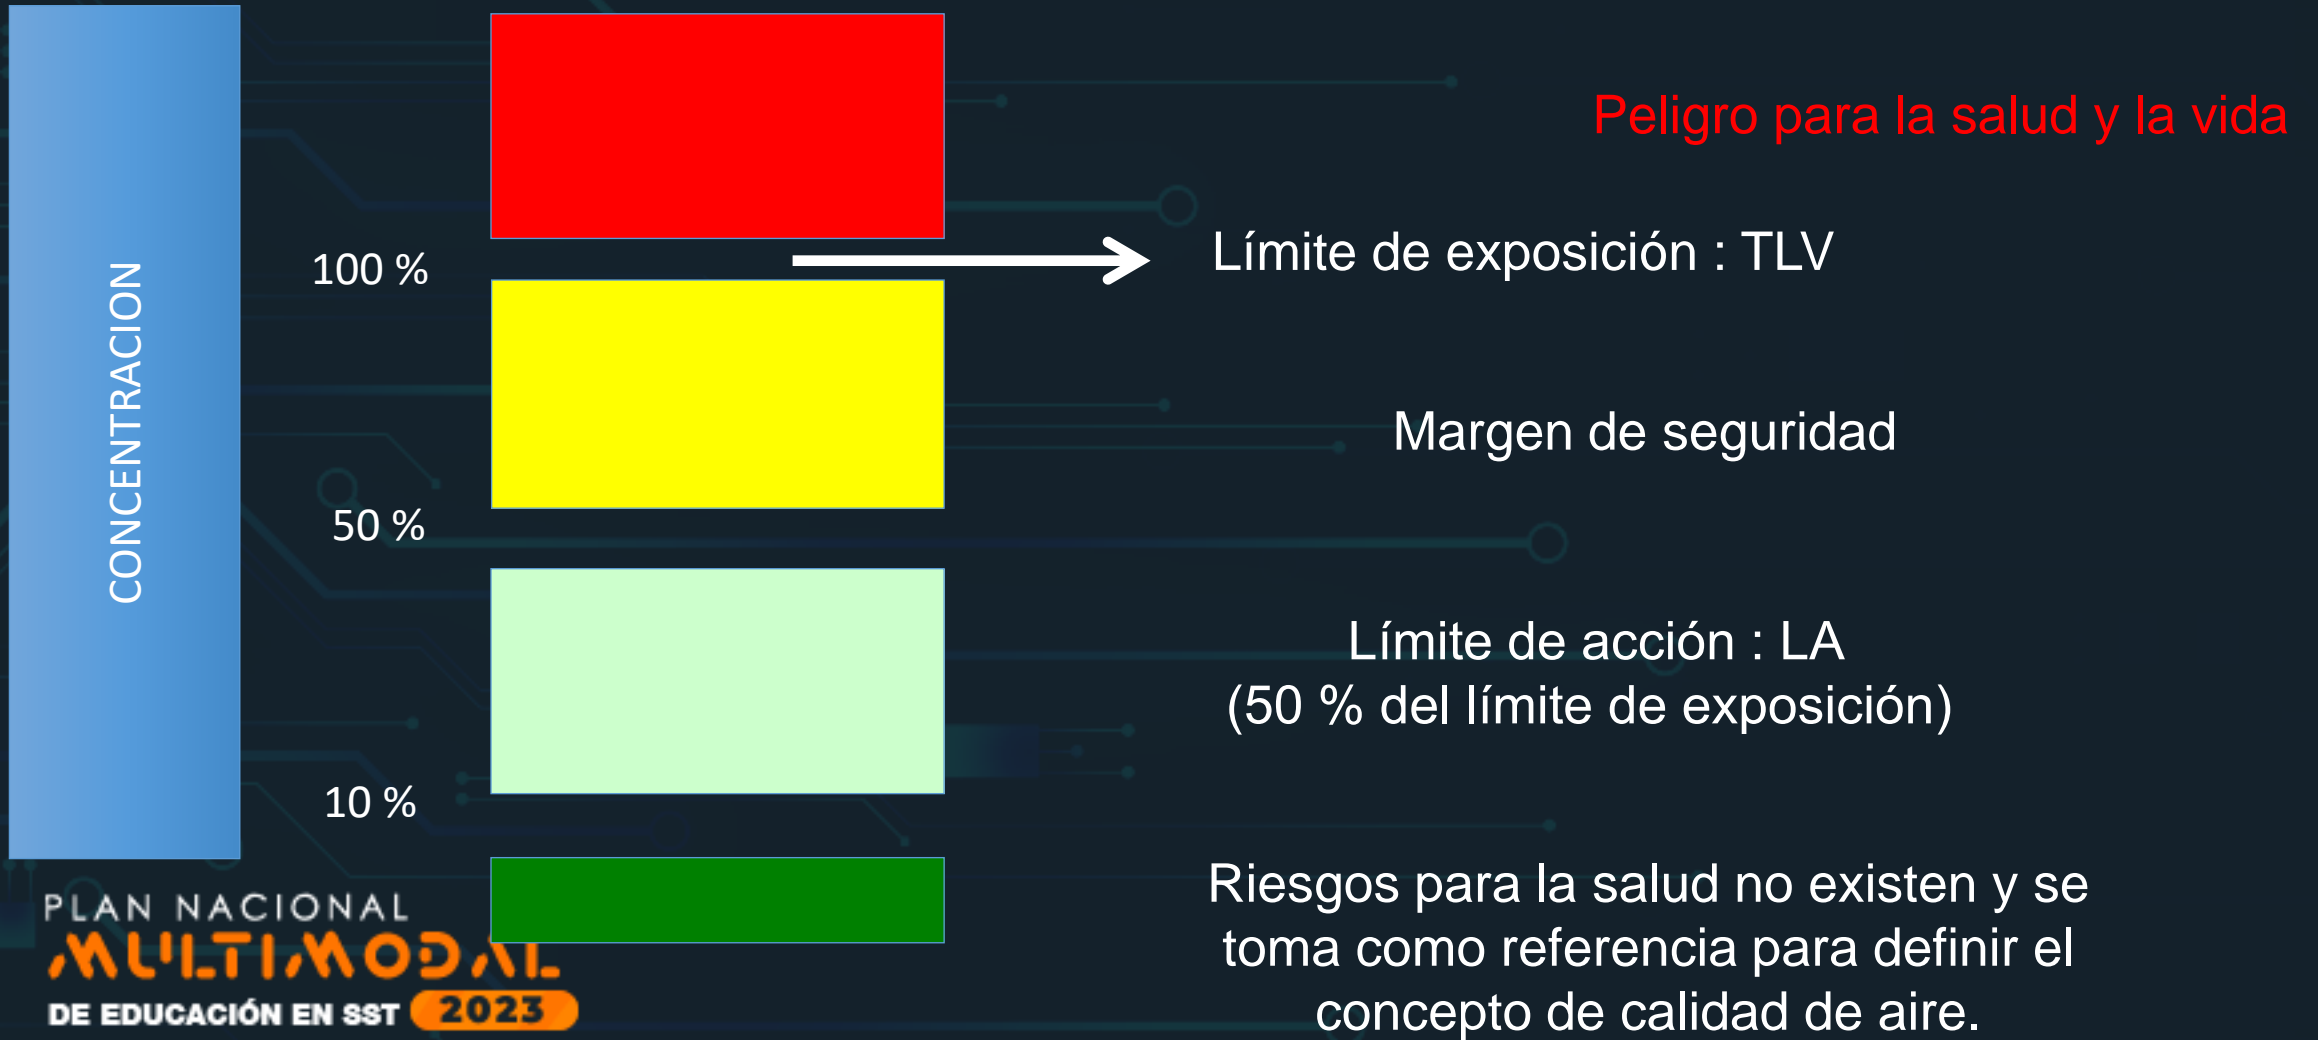 CONCENTRACION
Peligro para la salud y la vida
100 %
Límite de exposición : TLV
Margen de seguridad
50 %
Límite de acción : LA
(50 % del límite de exposición)
10 %
Riesgos para la salud no existen y se
toma como referencia para definir el
concepto de calidad de aire.
PLAN NACIONAL
MULTIMODAL
DE EDUCACIÓN EN SST 2023